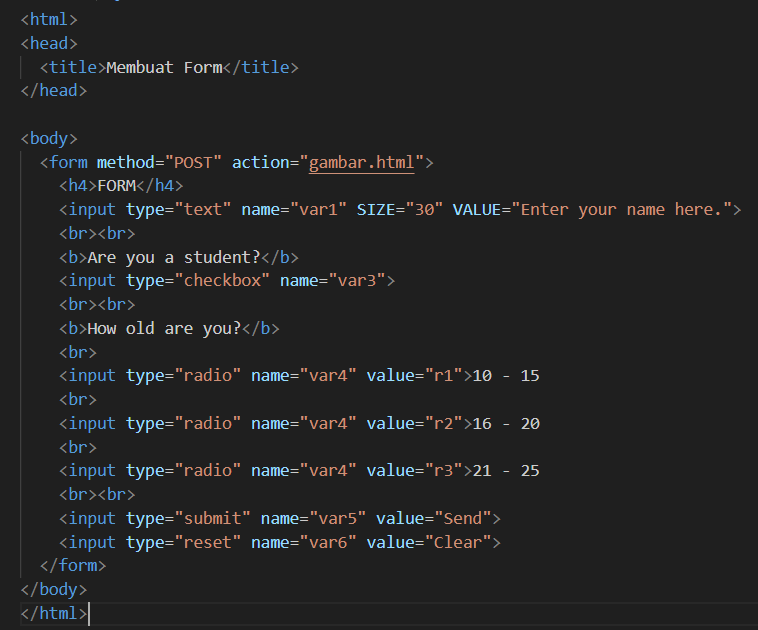 <html>
<head>
<title>Membuat Form</title>
</head>
<body>
<form method="POST" action="gambar.html">
<h4>FORM</h4>
<input type="text" name="var1" SIZE="30" VALUE="Enter your name here.">
<br><br>
<b>Are you a student?</b>
<input type="checkbox" name="var3">
<br><br>
<b>How old are you?</b>
<br>
<input type="radio" name="var4" value="r1">10 - 15
<br>
<input type="radio" name="var4" value="r2">16 - 20
<br>
<input type="radio" name="var4" value="r3">21 - 25
<br><br>
<input type="submit" name="var5" value="Send">
<input type="reset" name="var6" value="Clear">
</form>
</body>
</html>